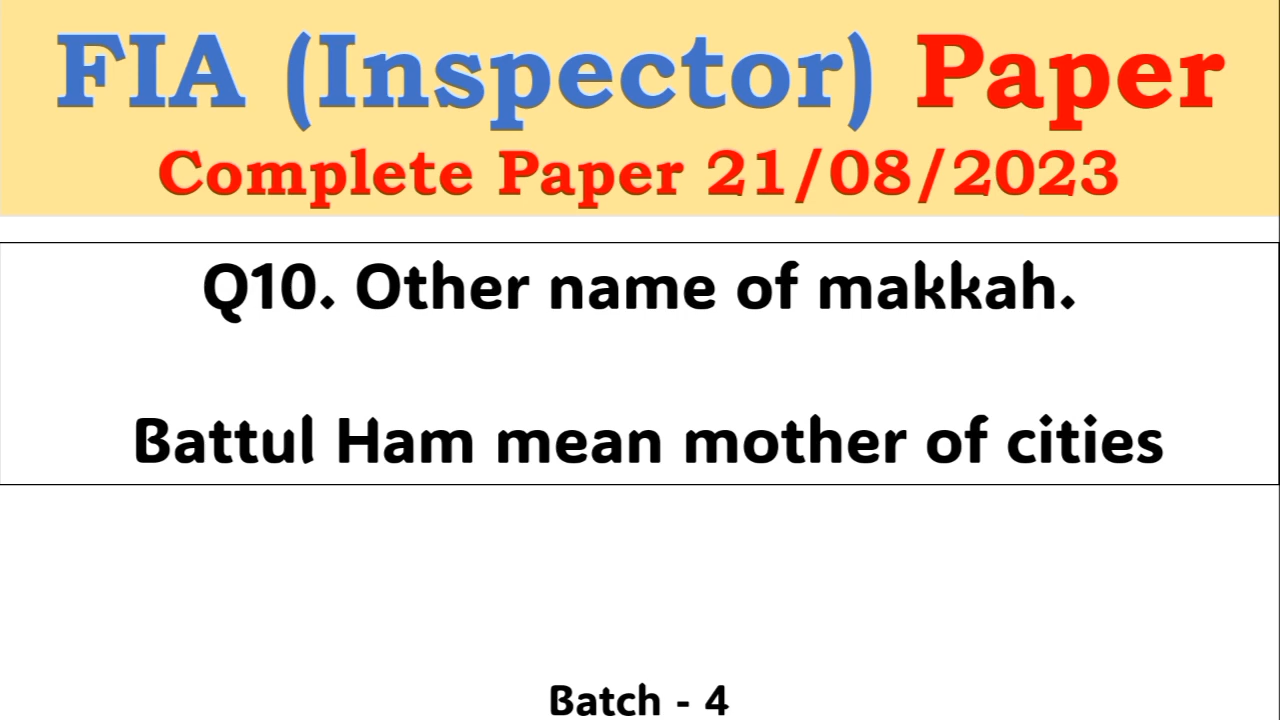 FIA (Inspector) Paper
Complete Paper 21/08/2023
Q10. Other name of makkah.
Battul Ham mean mother of cities
Batch - 4